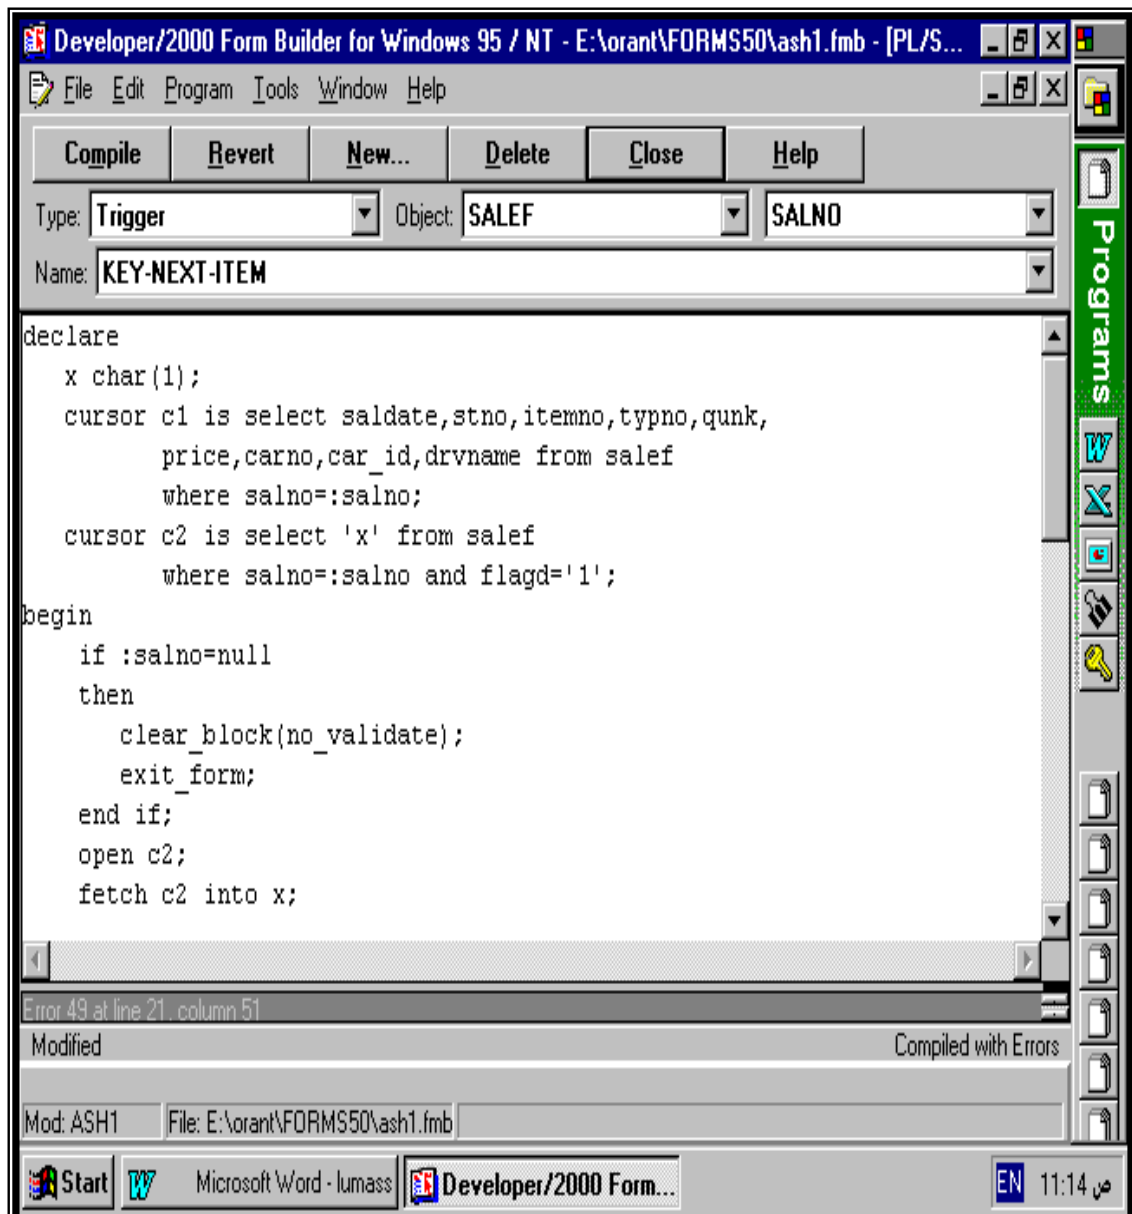 Developer/2000 Form Builder for Windows 95 / NT - E:\orant\FORMS50\ash1.fmb - [PL/S...
File Edit Program Tools Window Help
Compile Revert New... Delete Close Help
Type: Trigger Object: SALEF SALNO
Name: KEY-NEXT-ITEM
declare
x char(1);
cursor c1 is select saldate,stno,itemno,typno,qunk,
price,carno,car_id,drvname from salef
where salno=:salno;
cursor c2 is select 'x' from salef
where salno=:salno and flagd='1';
begin
if :salno=null
then
clear_block(no_validate);
exit_form;
end if;
open c2;
fetch c2 into x;
Error 49 at line 21, column 51
Modified Compiled with Errors
Mod: ASH1 File: E:\orant\FORMS50\ash1.fmb
Start Microsoft Word - lumass Developer/2000 Form... EN 11:14 ص
Programs